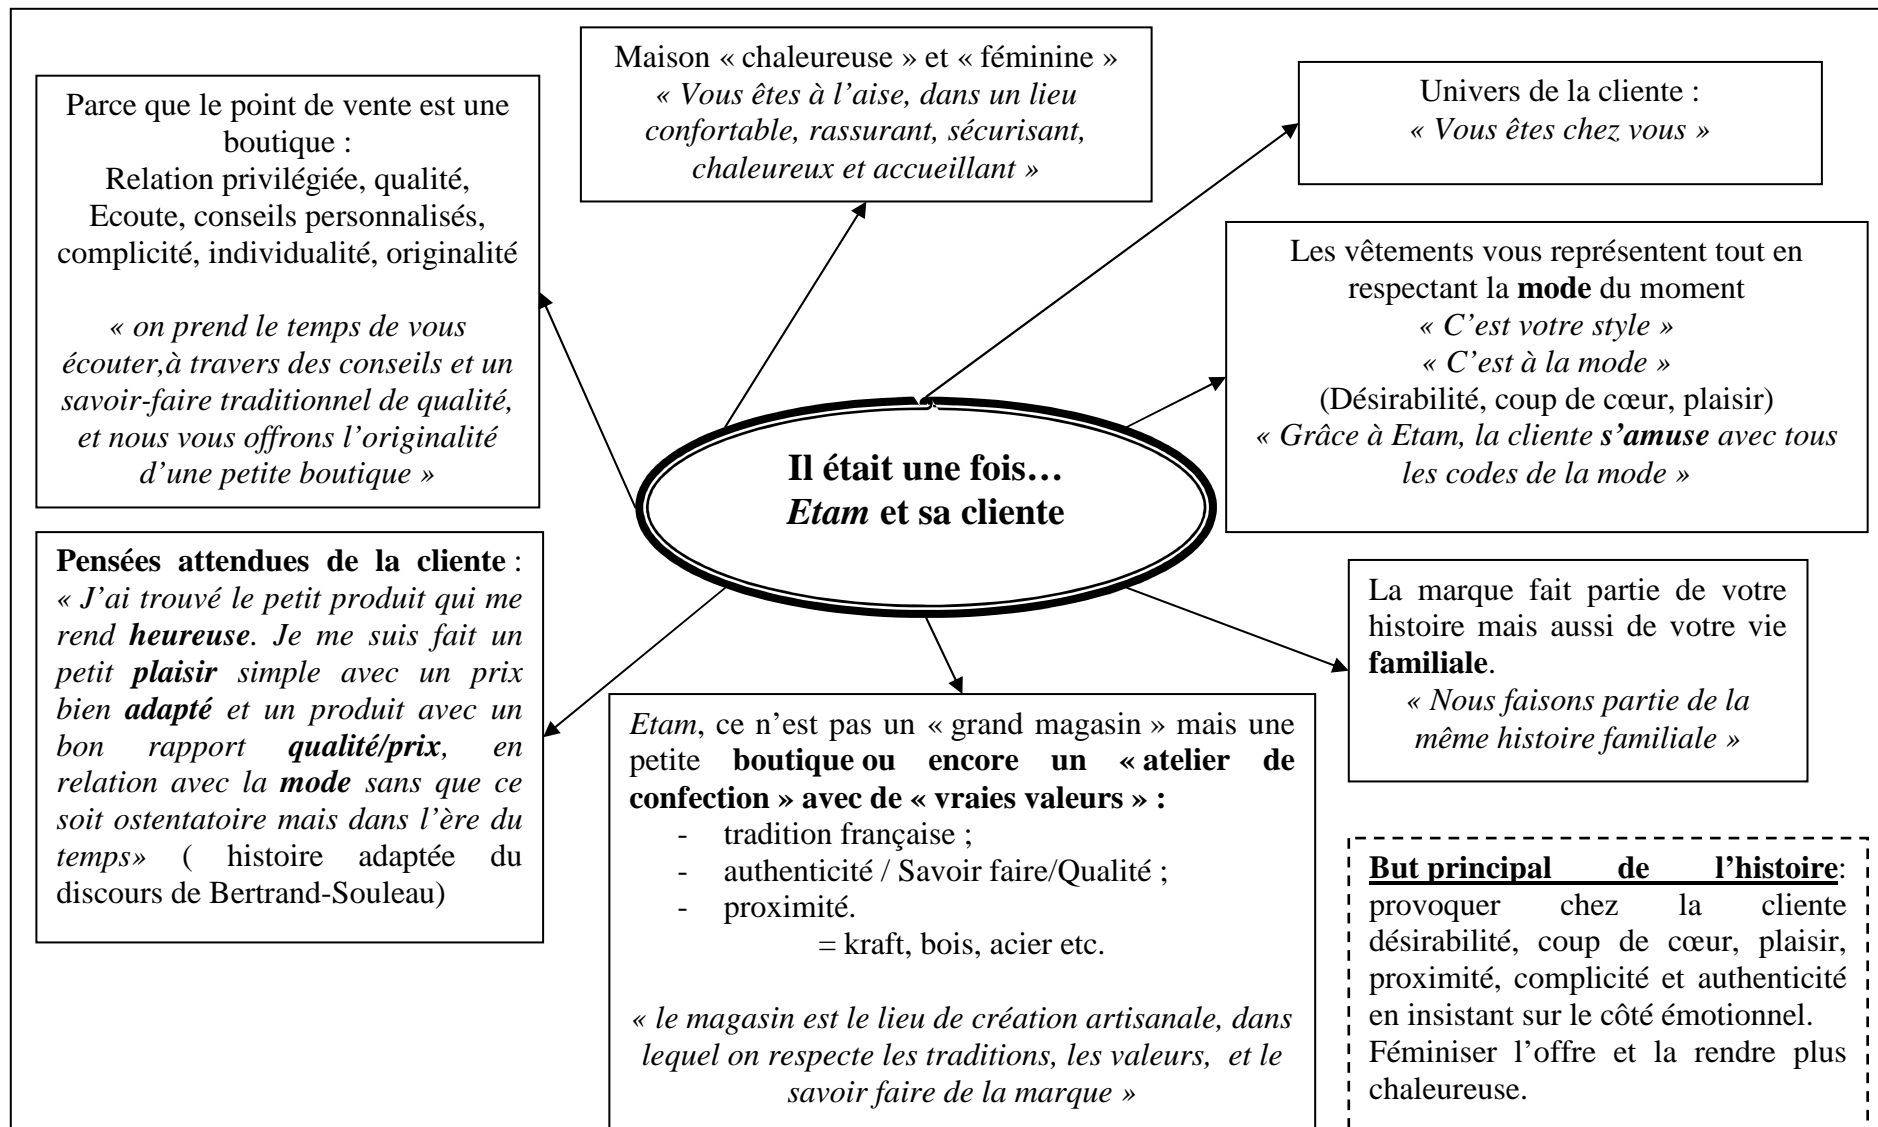 Maison « chaleureuse » et « féminine »
« Vous êtes à l’aise, dans un lieu
confortable, rassurant, sécurisant,
chaleureux et accueillant »
Parce que le point de vente est une
boutique :
Relation privilégiée, qualité,
Ecoute, conseils personnalisés,
complicité, individualité, originalité
« on prend le temps de vous
écouter,à travers des conseils et un
savoir-faire traditionnel de qualité,
et nous vous offrons l’originalité
d’une petite boutique »
Univers de la cliente :
« Vous êtes chez vous »
Les vêtements vous représentent tout en
respectant la mode du moment
« C’est votre style »
« C’est à la mode »
(Désirabilité, coup de cœur, plaisir)
« Grâce à Etam, la cliente s’amuse avec tous
les codes de la mode »
Il était une fois…
Etam et sa cliente
Pensées attendues de la cliente :
« J’ai trouvé le petit produit qui me
rend heureuse. Je me suis fait un
petit plaisir simple avec un prix
bien adapté et un produit avec un
bon rapport qualité/prix, en
relation avec la mode sans que ce
soit ostentatoire mais dans l’ère du
temps» ( histoire adaptée du
discours de Bertrand-Souleau)
Etam, ce n’est pas un « grand magasin » mais une
petite boutique ou encore un « atelier de
confection » avec de « vraies valeurs » :
- tradition française ;
- authenticité / Savoir faire/Qualité ;
- proximité.
= kraft, bois, acier etc.
« le magasin est le lieu de création artisanale, dans
lequel on respecte les traditions, les valeurs, et le
savoir faire de la marque »
La marque fait partie de votre
histoire mais aussi de votre vie
familiale.
« Nous faisons partie de la
même histoire familiale »
But principal de l’histoire:
provoquer chez la cliente
désirabilité, coup de cœur, plaisir,
proximité, complicité et authenticité
en insistant sur le côté émotionnel.
Féminiser l’offre et la rendre plus
chaleureuse.